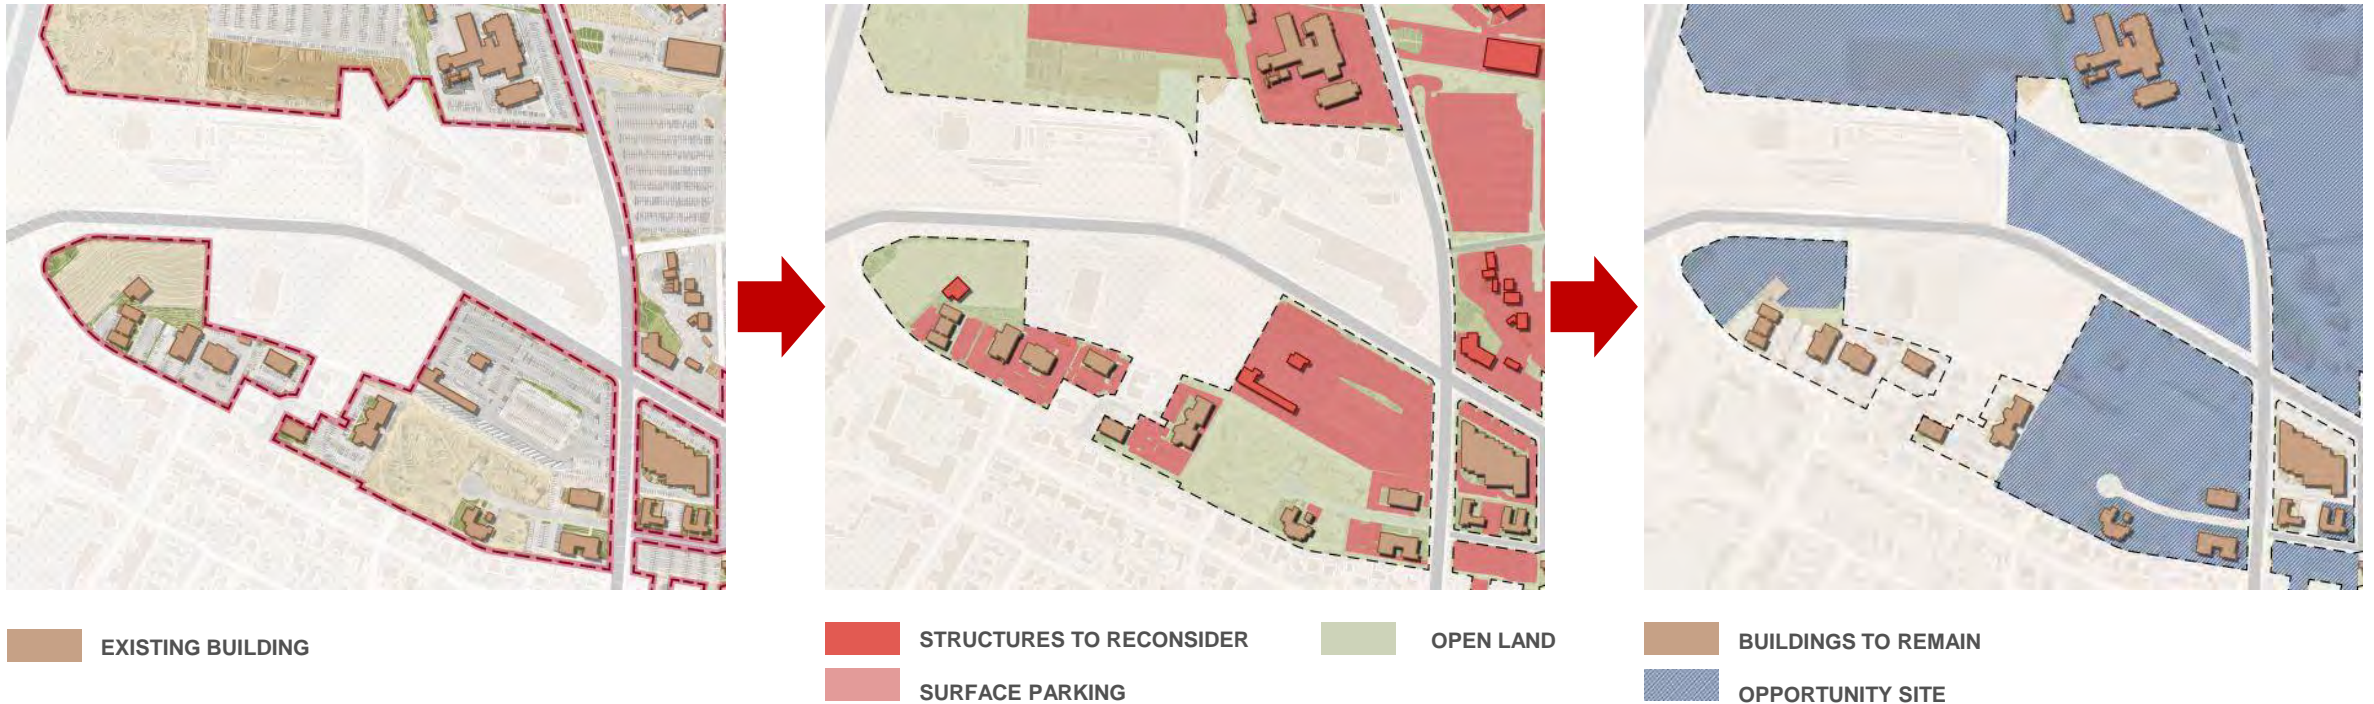 EXISTING BUILDING
STRUCTURES TO RECONSIDER
OPEN LAND
SURFACE PARKING
BUILDINGS TO REMAIN
OPPORTUNITY SITE